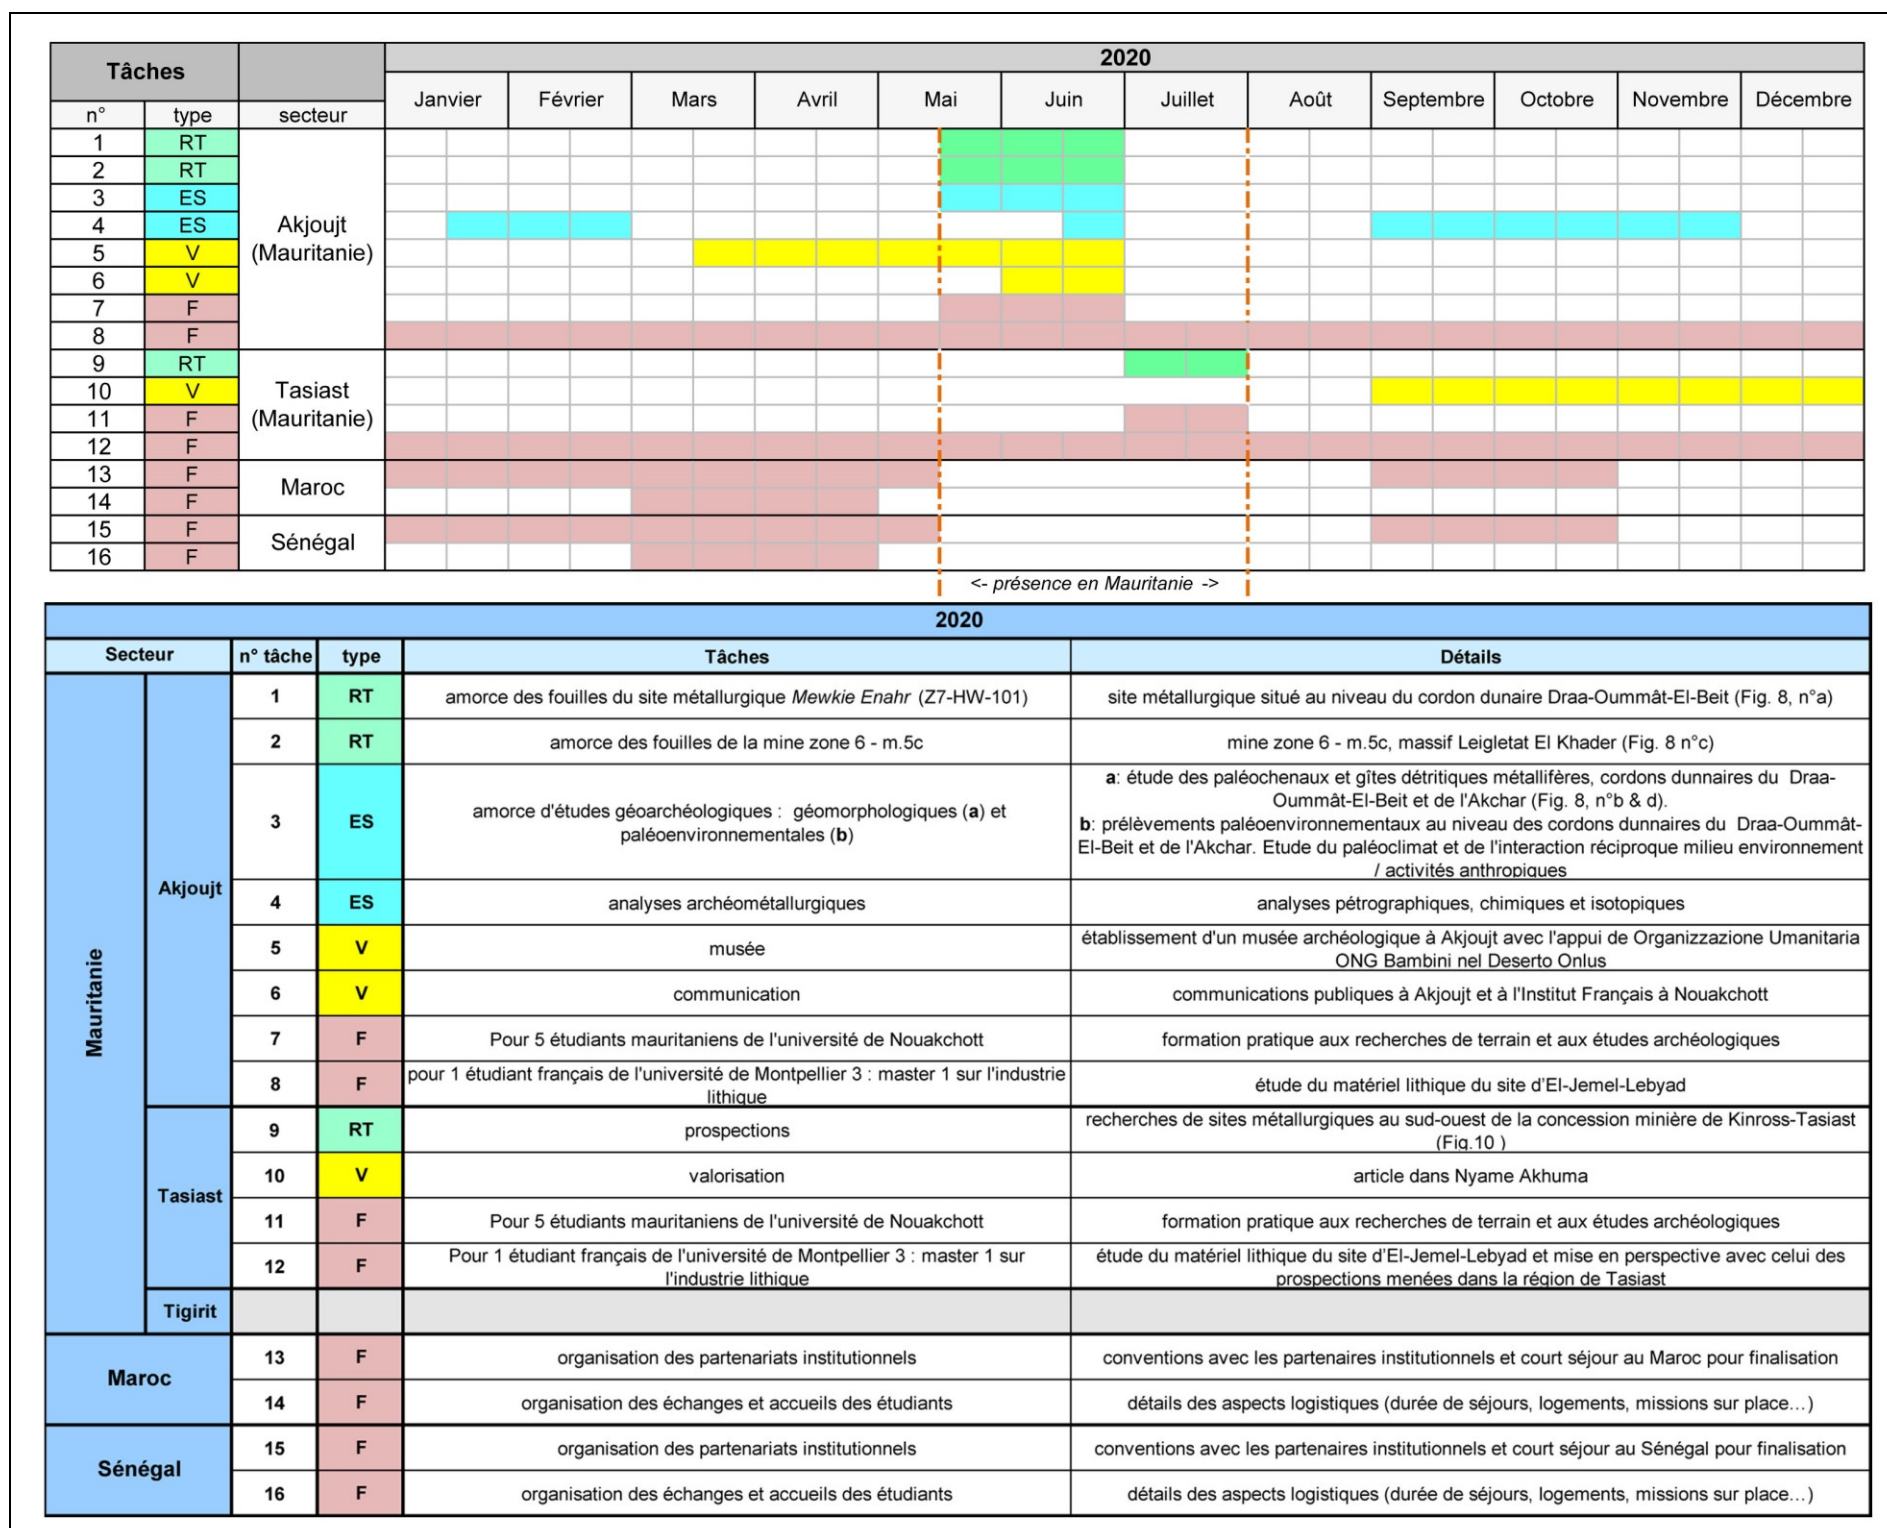 Tâches 2020
Janvier Février Mars Avril Mai Juin Juillet Août Septembre Octobre Novembre Décembre
n° type secteur
1 RT
2 RT
3 ES
4 ES
5 V
6 V
7 F
8 F
Akjoujt
(Mauritanie)
9 RT
10 V
11 F
12 F
Tasiast
(Mauritanie)
13 F
14 F
Maroc
15 F
16 F
Sénégal
<- présence en Mauritanie ->
2020
Secteur n° tâche type Tâches Détails
Mauritanie
Akjoujt
1 RT amorce des fouilles du site métallurgique Mewkie Enahr (Z7-HW-101) site métallurgique situé au niveau du cordon dunaire Draa-Oummât-El-Beit (Fig. 8, n°a)
2 RT amorce des fouilles de la mine zone 6 - m.5c mine zone 6 - m.5c, massif Leigletat El Khader (Fig. 8 n°c)
3 ES amorce d'études géoarchéologiques : géomorphologiques (a) et
paléoenvironnementales (b)
a: étude des paléochenaux et gîtes détritiques métallifères, cordons dunnaires du Draa-
Oummât-El-Beit et de l'Akchar (Fig. 8, n°b & d).
b: prélèvements paléoenvironnementaux au niveau des cordons dunnaires du Draa-Oummât-
El-Beit et de l'Akchar. Etude du paléoclimat et de l'interaction réciproque milieu environnement
/ activités anthropiques
4 ES analyses archéométallurgiques analyses pétrographiques, chimiques et isotopiques
5 V musée
établissement d'un musée archéologique à Akjoujt avec l'appui de Organizzazione Umanitaria
ONG Bambini nel Deserto Onlus
6 V communication communications publiques à Akjoujt et à l'Institut Français à Nouakchott
7 F Pour 5 étudiants mauritaniens de l'université de Nouakchott formation pratique aux recherches de terrain et aux études archéologiques
8 F pour 1 étudiant français de l'université de Montpellier 3 : master 1 sur l'industrie
lithique
étude du matériel lithique du site d'El-Jemel-Lebyad
Tasiast
9 RT prospections
recherches de sites métallurgiques au sud-ouest de la concession minière de Kinross-Tasiast
(Fig.10 )
10 V valorisation article dans Nyame Akhuma
11 F Pour 5 étudiants mauritaniens de l'université de Nouakchott formation pratique aux recherches de terrain et aux études archéologiques
12 F Pour 1 étudiant français de l'université de Montpellier 3 : master 1 sur
l'industrie lithique
étude du matériel lithique du site d'El-Jemel-Lebyad et mise en perspective avec celui des
prospections menées dans la région de Tasiast
Tigirit
Maroc
13 F organisation des partenariats institutionnels conventions avec les partenaires institutionnels et court séjour au Maroc pour finalisation
14 F organisation des échanges et accueils des étudiants détails des aspects logistiques (durée de séjours, logements, missions sur place...)
Sénégal
15 F organisation des partenariats institutionnels conventions avec les partenaires institutionnels et court séjour au Sénégal pour finalisation
16 F organisation des échanges et accueils des étudiants détails des aspects logistiques (durée de séjours, logements, missions sur place...)